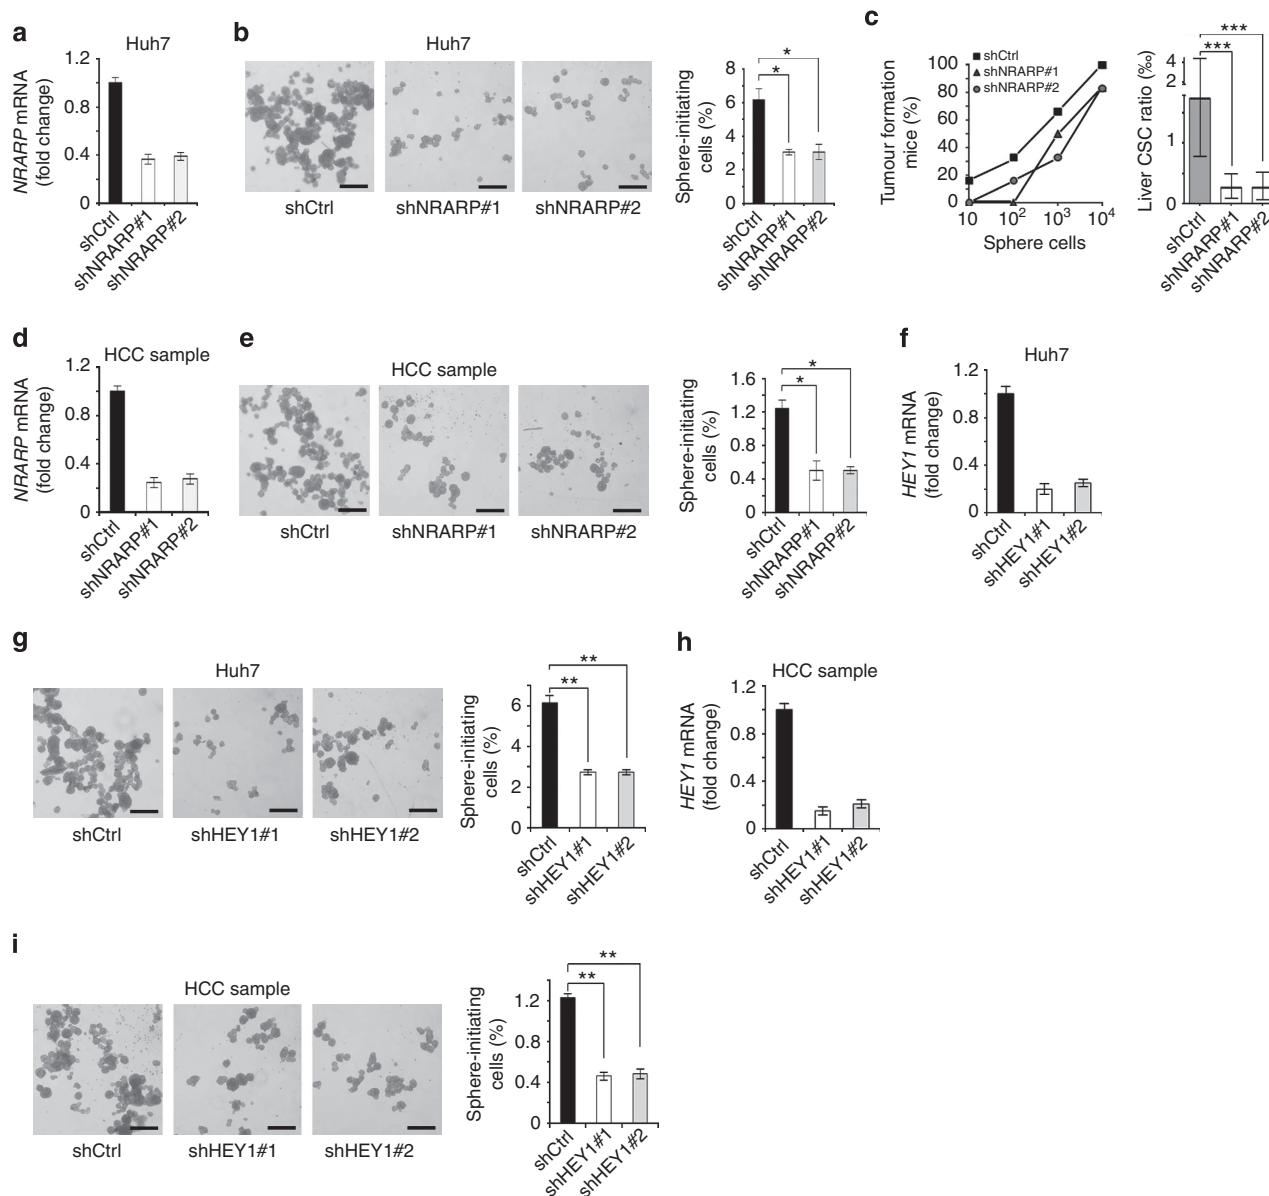 a
Huh7
NRARP mRNA
(fold change)
1.2
0.8
0.4
0
shCtrl
shNRARP#1
shNRARP#2
b
Huh7
shCtrl
shNRARP#1
shNRARP#2
Sphere-initiating
cells (%)
8
6
4
2
0
*
*
shCtrl
shNRARP#1
shNRARP#2
c
Tumour formation
mice (%)
100
80
60
40
20
0
shCtrl
shNRARP#1
shNRARP#2
10
10²
10³
10⁴
Sphere cells
Liver CSC ratio (‰)
4
2
1
0
***
***
shCtrl
shNRARP#1
shNRARP#2
d
HCC sample
NRARP mRNA
(fold change)
1.2
0.8
0.4
0
shCtrl
shNRARP#1
shNRARP#2
e
HCC sample
shCtrl
shNRARP#1
shNRARP#2
Sphere-initiating
cells (%)
1.6
1.2
0.8
0.4
0
*
*
shCtrl
shNRARP#1
shNRARP#2
f
Huh7
HEY1 mRNA
(fold change)
1.2
0.8
0.4
0
shCtrl
shHEY1#1
shHEY1#2
g
Huh7
shCtrl
shHEY1#1
shHEY1#2
Sphere-initiating
cells (%)
6
4
2
0
**
**
shCtrl
shHEY1#1
shHEY1#2
h
HCC sample
HEY1 mRNA
(fold change)
1.2
0.8
0.4
0
shCtrl
shHEY1#1
shHEY1#2
i
HCC sample
shCtrl
shHEY1#1
shHEY1#2
Sphere-initiating
cells (%)
1.2
0.8
0.4
0
**
**
shCtrl
shHEY1#1
shHEY1#2